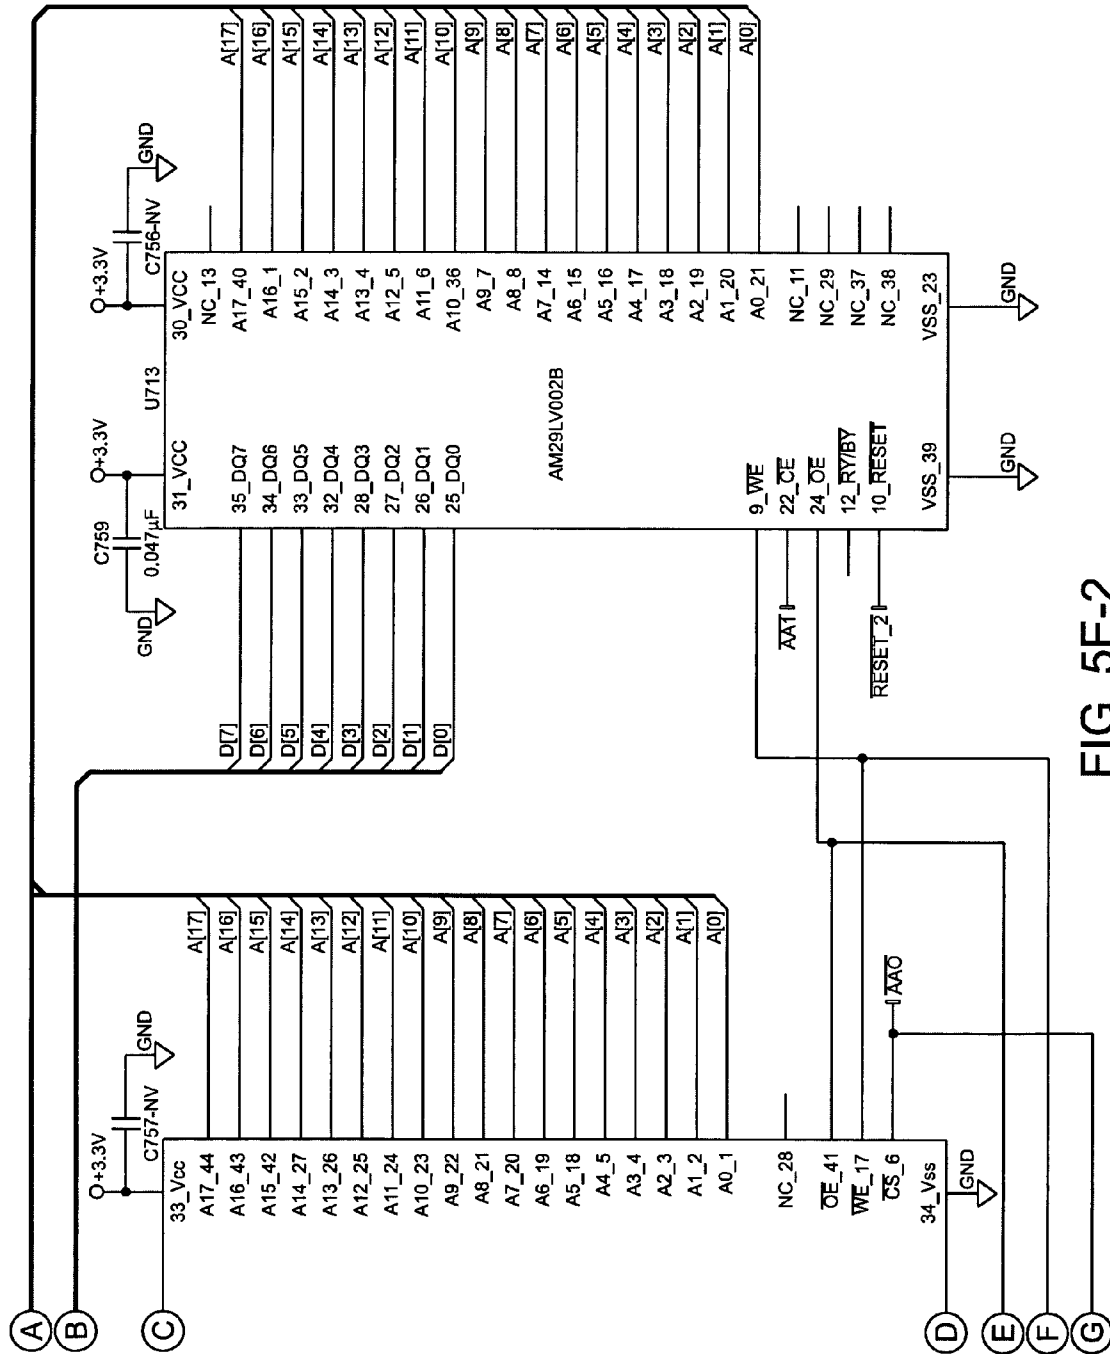 A
B
C
D
E
F
G
+3.3V
C757-NV
GND
33_Vcc
A17_44
A16_43
A15_42
A14_27
A13_26
A12_25
A11_24
A10_23
A9_22
A8_21
A7_20
A6_19
A5_18
A4_5
A3_4
A2_3
A1_2
A0_1
NC_28
OE_41
WE_17
CS_6
34_Vss
GND
AAO
A[17]
A[16]
A[15]
A[14]
A[13]
A[12]
A[11]
A[10]
A[9]
A[8]
A[7]
A[6]
A[5]
A[4]
A[3]
A[2]
A[1]
A[0]
D[7]
D[6]
D[5]
D[4]
D[3]
D[2]
D[1]
D[0]
GND
C759
0.047µF
+3.3V
U713
+3.3V
C756-NV
GND
31_VCC
35_DQ7
34_DQ6
33_DQ5
32_DQ4
28_DQ3
27_DQ2
26_DQ1
25_DQ0
AM29LV002B
9_WE
22_CE
24_OE
12_RY/BY
10_RESET
AA1
RESET_2
VSS_39
GND
30_VCC
NC_13
A17_40
A16_1
A15_2
A14_3
A13_4
A12_5
A11_6
A10_36
A9_7
A8_8
A7_14
A6_15
A5_16
A4_17
A3_18
A2_19
A1_20
A0_21
NC_11
NC_29
NC_37
NC_38
VSS_23
GND
A[17]
A[16]
A[15]
A[14]
A[13]
A[12]
A[11]
A[10]
A[9]
A[8]
A[7]
A[6]
A[5]
A[4]
A[3]
A[2]
A[1]
A[0]
FIG. 5E-2